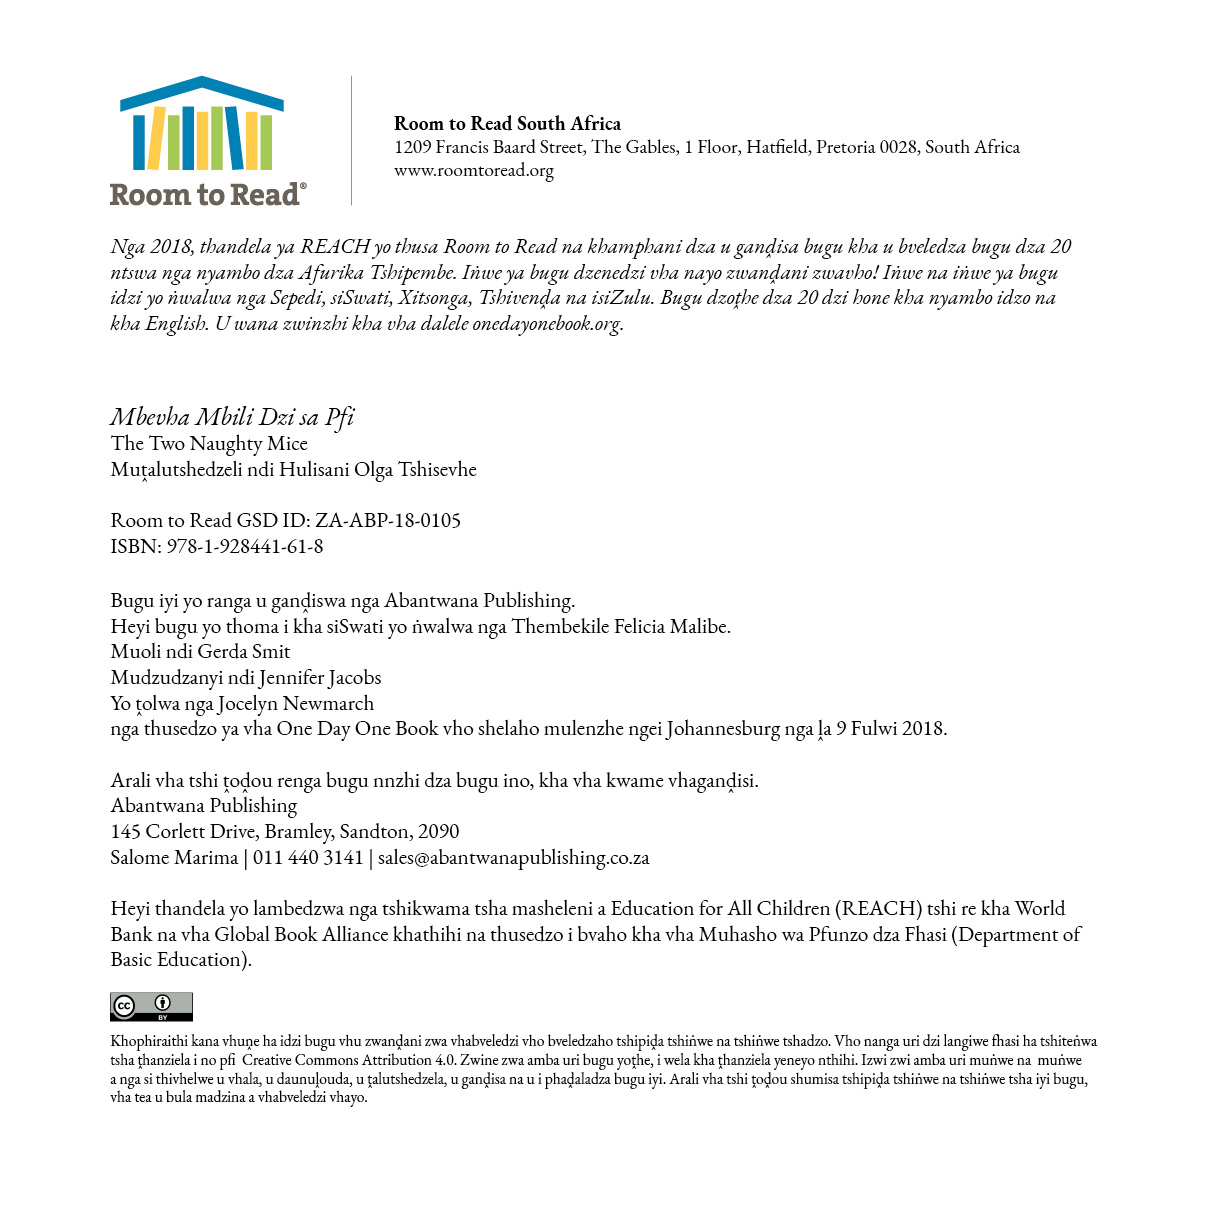 Room to Read®
Room to Read South Africa
1209 Francis Baard Street, The Gables, 1 Floor, Hatfield, Pretoria 0028, South Africa
www.roomtoread.org
Nga 2018, thandela ya REACH yo thusa Room to Read na khamphani dza u ganḓisa bugu kha u bveledza bugu dza 20
ntswa nga nyambo dza Afurika Tshipembe. Iṅwe ya bugu dzenedzi vha nayo zwanḓani zwavho! Iṅwe na iṅwe ya bugu
idzi yo ṅwalwa nga Sepedi, siSwati, Xitsonga, Tshivenḓa na isiZulu. Bugu dzoṱhe dza 20 dzi hone kha nyambo idzo na
kha English. U wana zwinzhi kha vha dalele onedayonebook.org.
Mbevha Mbili Dzi sa Pfi
The Two Naughty Mice
Muṱalutshedzeli ndi Hulisani Olga Tshisevhe
Room to Read GSD ID: ZA-ABP-18-0105
ISBN: 978-1-928441-61-8
Bugu iyi yo ranga u ganḓiswa nga Abantwana Publishing.
Heyi bugu yo thoma i kha siSwati yo ṅwalwa nga Thembekile Felicia Malibe.
Muoli ndi Gerda Smit
Mudzudzanyi ndi Jennifer Jacobs
Yo ṱolwa nga Jocelyn Newmarch
nga thusedzo ya vha One Day One Book vho shelaho mulenzhe ngei Johannesburg nga ḽa 9 Fulwi 2018.
Arali vha tshi ṱoḓou renga bugu nnzhi dza bugu ino, kha vha kwame vhaganḓisi.
Abantwana Publishing
145 Corlett Drive, Bramley, Sandton, 2090
Salome Marima | 011 440 3141 | sales@abantwanapublishing.co.za
Heyi thandela yo lambedzwa nga tshikwama tsha masheleni a Education for All Children (REACH) tshi re kha World
Bank na vha Global Book Alliance khathihi na thusedzo i bvaho kha vha Muhasho wa Pfunzo dza Fhasi (Department of
Basic Education).
cc BY
Khophiraithi kana vhuṋe ha idzi bugu vhu zwanḓani zwa vhabveledzi vho bveledzaho tshipiḓa tshiṅwe na tshiṅwe tshadzo. Vho nanga uri dzi langiwe fhasi ha tshiteṅwa
tsha ṱhanziela i no pfi Creative Commons Attribution 4.0. Zwine zwa amba uri bugu yoṱhe, i wela kha ṱhanziela yeneyo nthihi. Izwi zwi amba uri muṅwe na muṅwe
a nga si thivhelwe u vhala, u daunuḽouda, u ṱalutshedzela, u ganḓisa na u i phaḓaladza bugu iyi. Arali vha tshi ṱoḓou shumisa tshipiḓa tshiṅwe na tshiṅwe tsha iyi bugu,
vha tea u bula madzina a vhabveledzi vhayo.